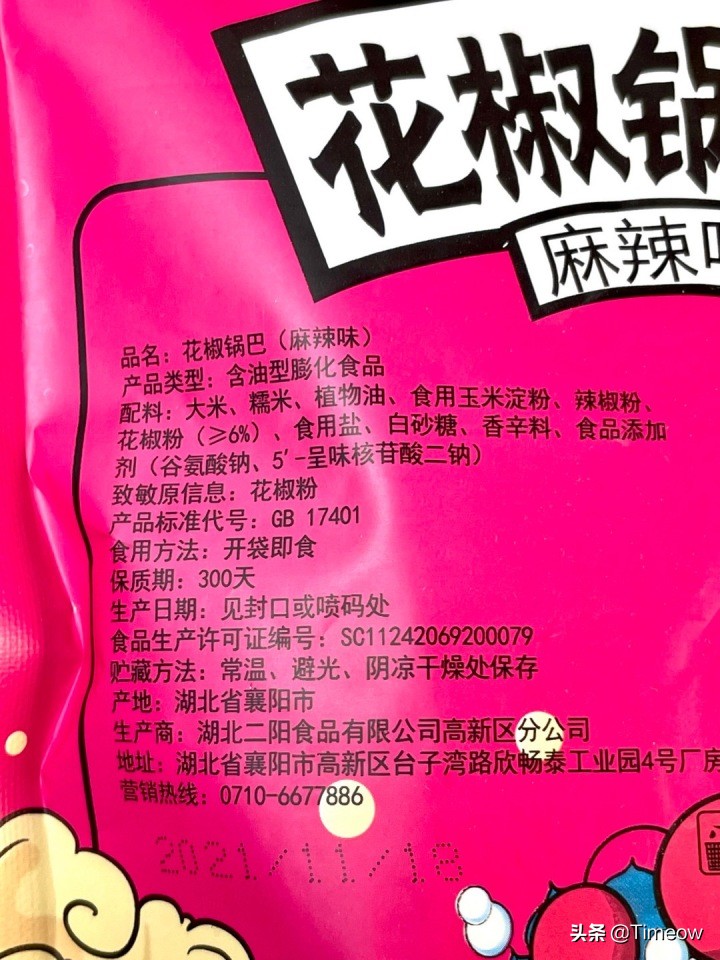 花椒锅
麻辣味
品名：花椒锅巴（麻辣味）
产品类型：含油型膨化食品
配料：大米、糯米、植物油、食用玉米淀粉、辣椒粉、
花椒粉（≥6%）、食用盐、白砂糖、香辛料、食品添加
剂（谷氨酸钠、5'-呈味核苷酸二钠）
致敏原信息：花椒粉
产品标准代号：GB 17401
食用方法：开袋即食
保质期：300天
生产日期：见封口或喷码处
食品生产许可证编号：SC11242069200079
贮藏方法：常温、避光、阴凉干燥处保存
产地：湖北省襄阳市
生产商：湖北二阳食品有限公司高新区分公司
地址：湖北省襄阳市高新区台子湾路欣畅泰工业园4号厂房
营销热线：0710-6677886
2021/11/18
头条 @Timeow